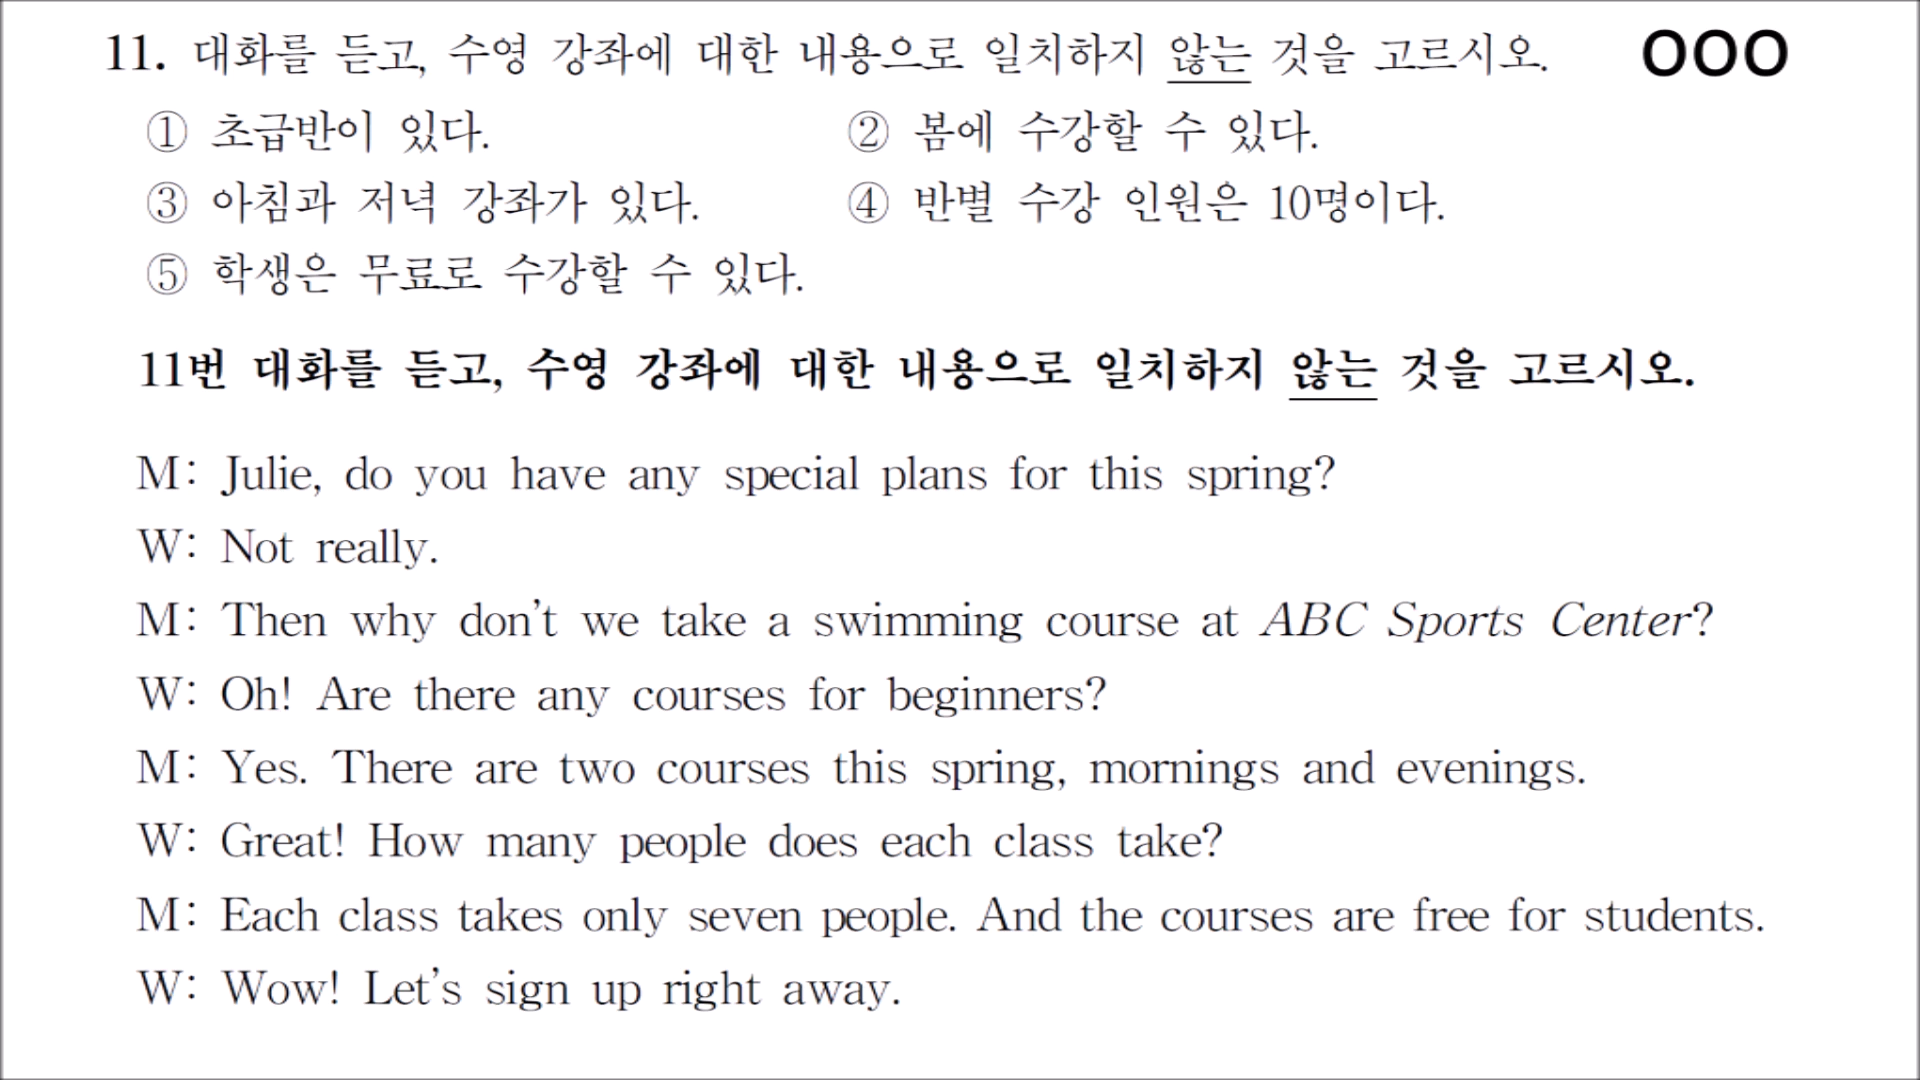 11. 대화를 듣고, 수영 강좌에 대한 내용으로 일치하지 않는 것을 고르시오. OOO
① 초급반이 있다. ② 봄에 수강할 수 있다.
③ 아침과 저녁 강좌가 있다. ④ 반별 수강 인원은 10명이다.
⑤ 학생은 무료로 수강할 수 있다.
11번 대화를 듣고, 수영 강좌에 대한 내용으로 일치하지 않는 것을 고르시오.
M: Julie, do you have any special plans for this spring?
W: Not really.
M: Then why don't we take a swimming course at ABC Sports Center?
W: Oh! Are there any courses for beginners?
M: Yes. There are two courses this spring, mornings and evenings.
W: Great! How many people does each class take?
M: Each class takes only seven people. And the courses are free for students.
W: Wow! Let's sign up right away.